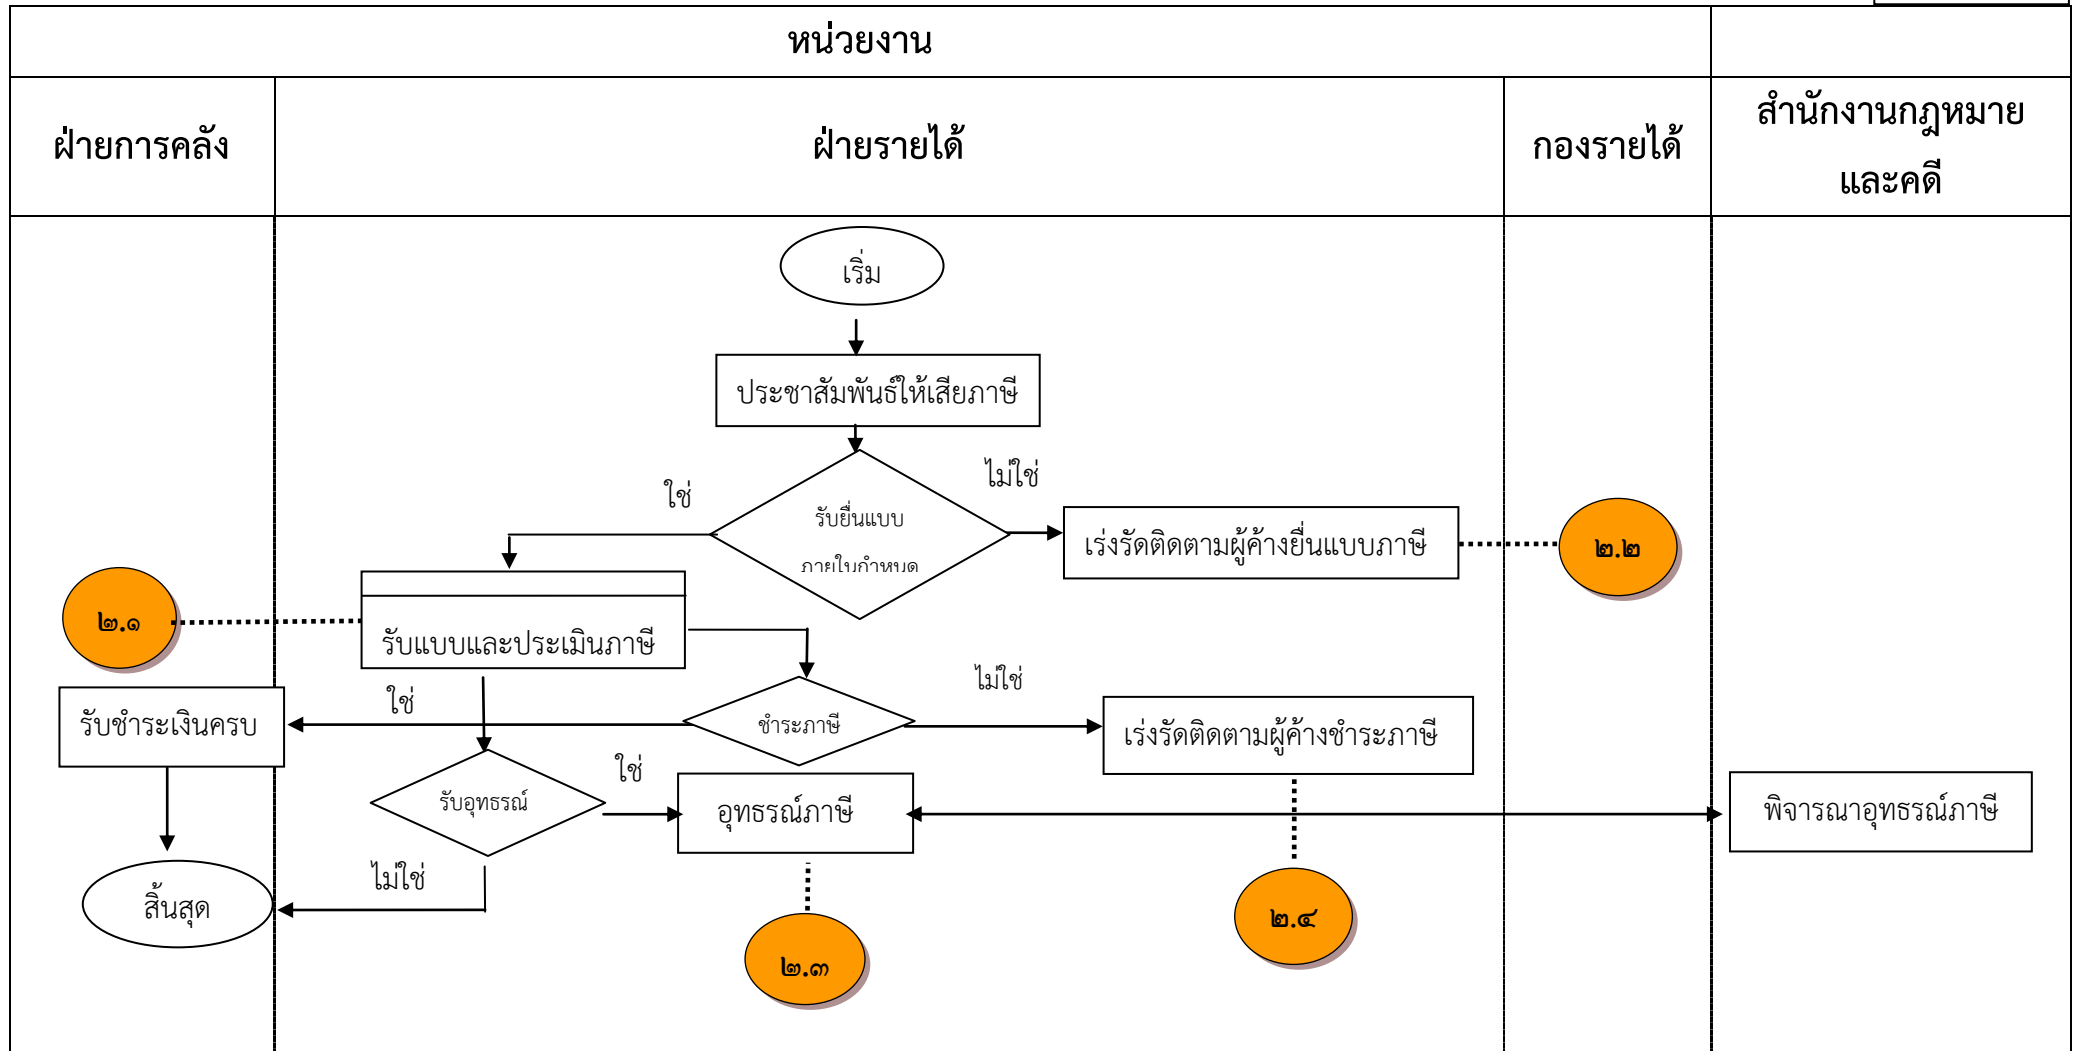 หน่วยงาน
ฝ่ายการคลัง
ฝ่ายรายได้
กองรายได้
สำนักงานกฎหมาย
และคดี
เริ่ม
ประชาสัมพันธ์ให้เสียภาษี
ใช่
ไม่ใช่
รับยื่นแบบ
ภายในกำหนด
เร่งรัดติดตามผู้ค้างยื่นแบบภาษี
๒.๒
๒.๑
รับแบบและประเมินภาษี
ใช่
ไม่ใช่
รับชำระเงินครบ
ชำระภาษี
เร่งรัดติดตามผู้ค้างชำระภาษี
ใช่
รับอุทธรณ์
อุทธรณ์ภาษี
พิจารณาอุทธรณ์ภาษี
ไม่ใช่
สิ้นสุด
๒.๔
๒.๓